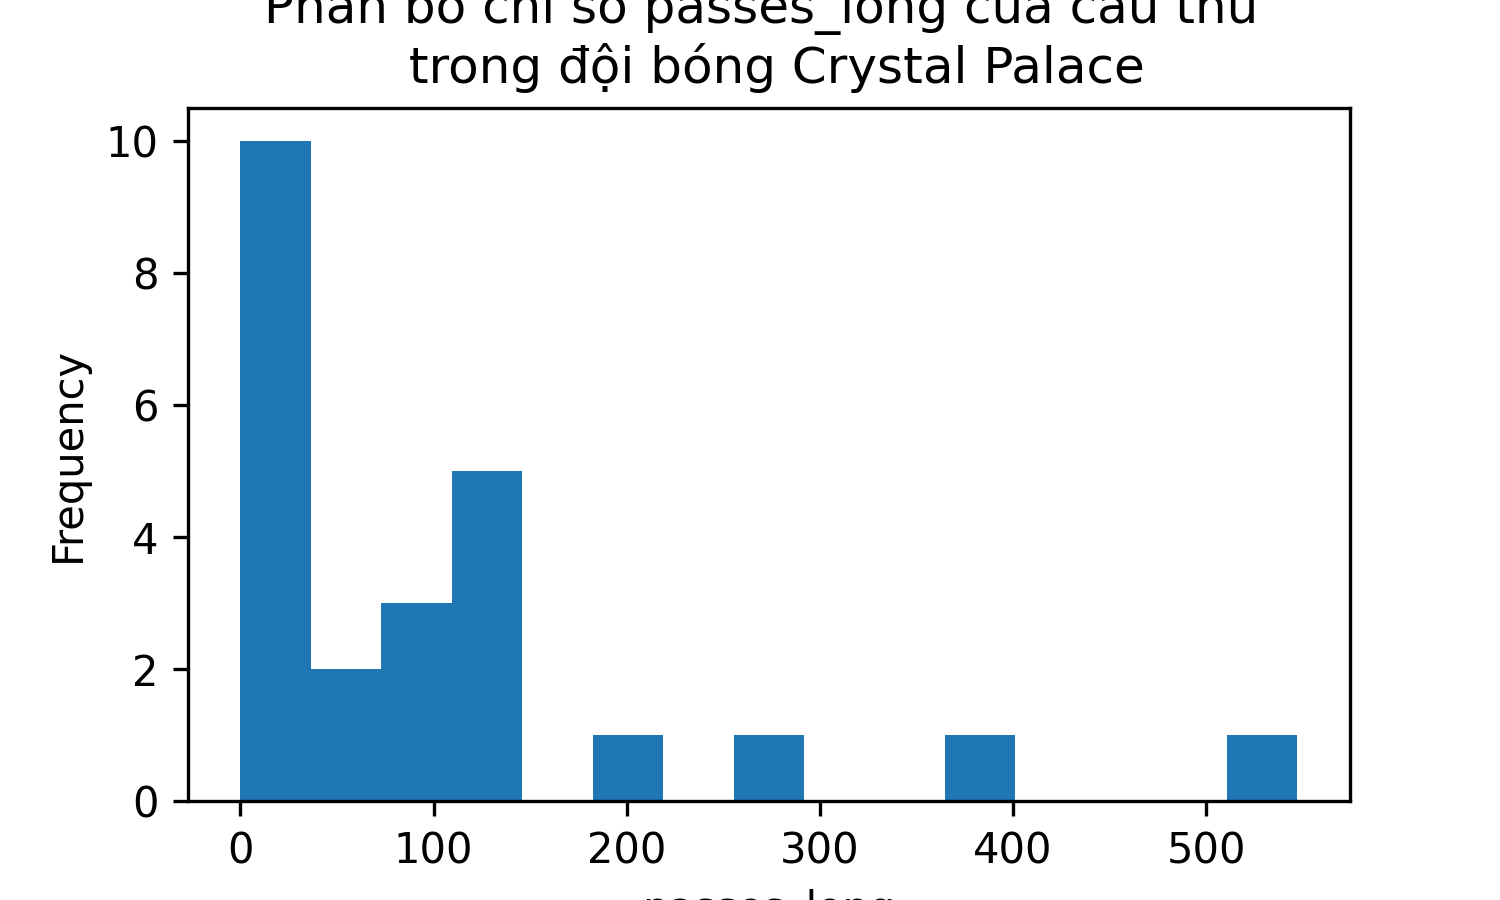 Phân bố chỉ số passes_long của cầu thủ
trong đội bóng Crystal Palace
10
8
6
4
2
0
Frequency
0 100 200 300 400 500
passes_long